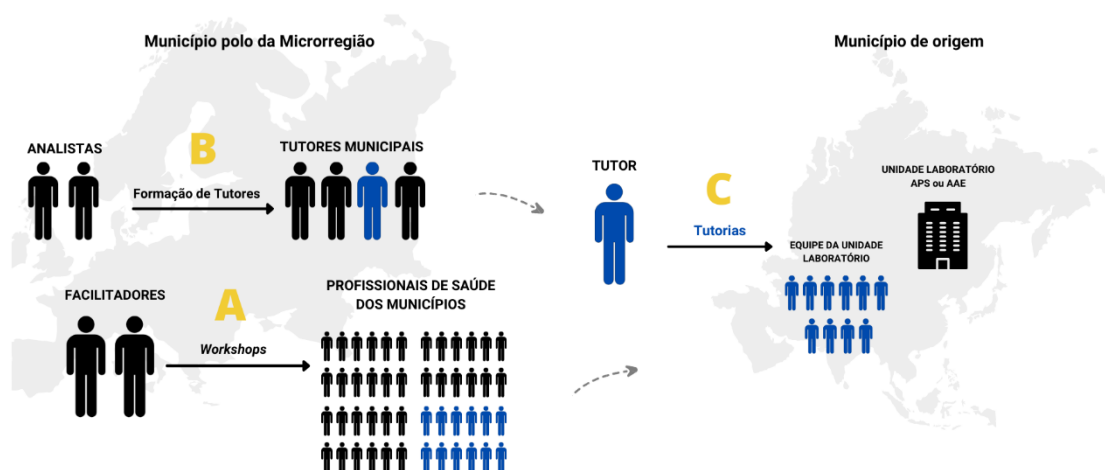 Município polo da Microrregião
Município de origem
ANALISTAS
B
Formação de Tutores
TUTORES MUNICIPAIS
FACILITADORES
A
Workshops
PROFISSIONAIS DE SAÚDE
DOS MUNICÍPIOS
TUTOR
C
Tutorias
UNIDADE LABORATÓRIO
APS ou AAE
EQUIPE DA UNIDADE
LABORATÓRIO